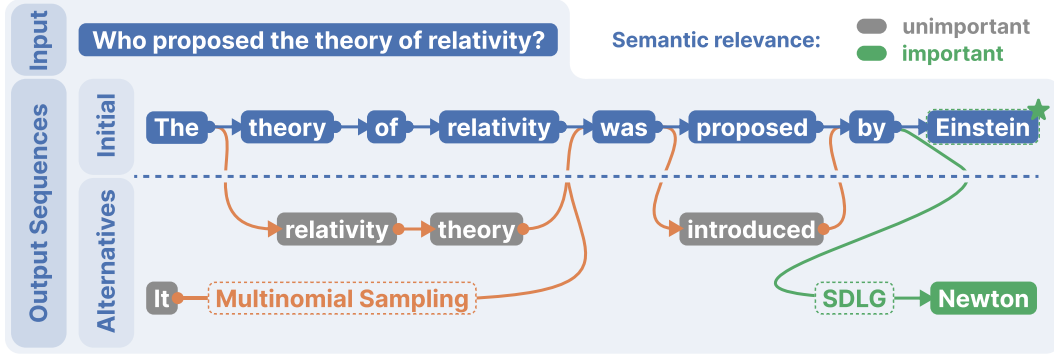 Input
Who proposed the theory of relativity?
Semantic relevance:
unimportant
important
Output Sequences
Initial
The theory of relativity was proposed by Einstein
Alternatives
relativity theory introduced
It Multinomial Sampling SDLG Newton